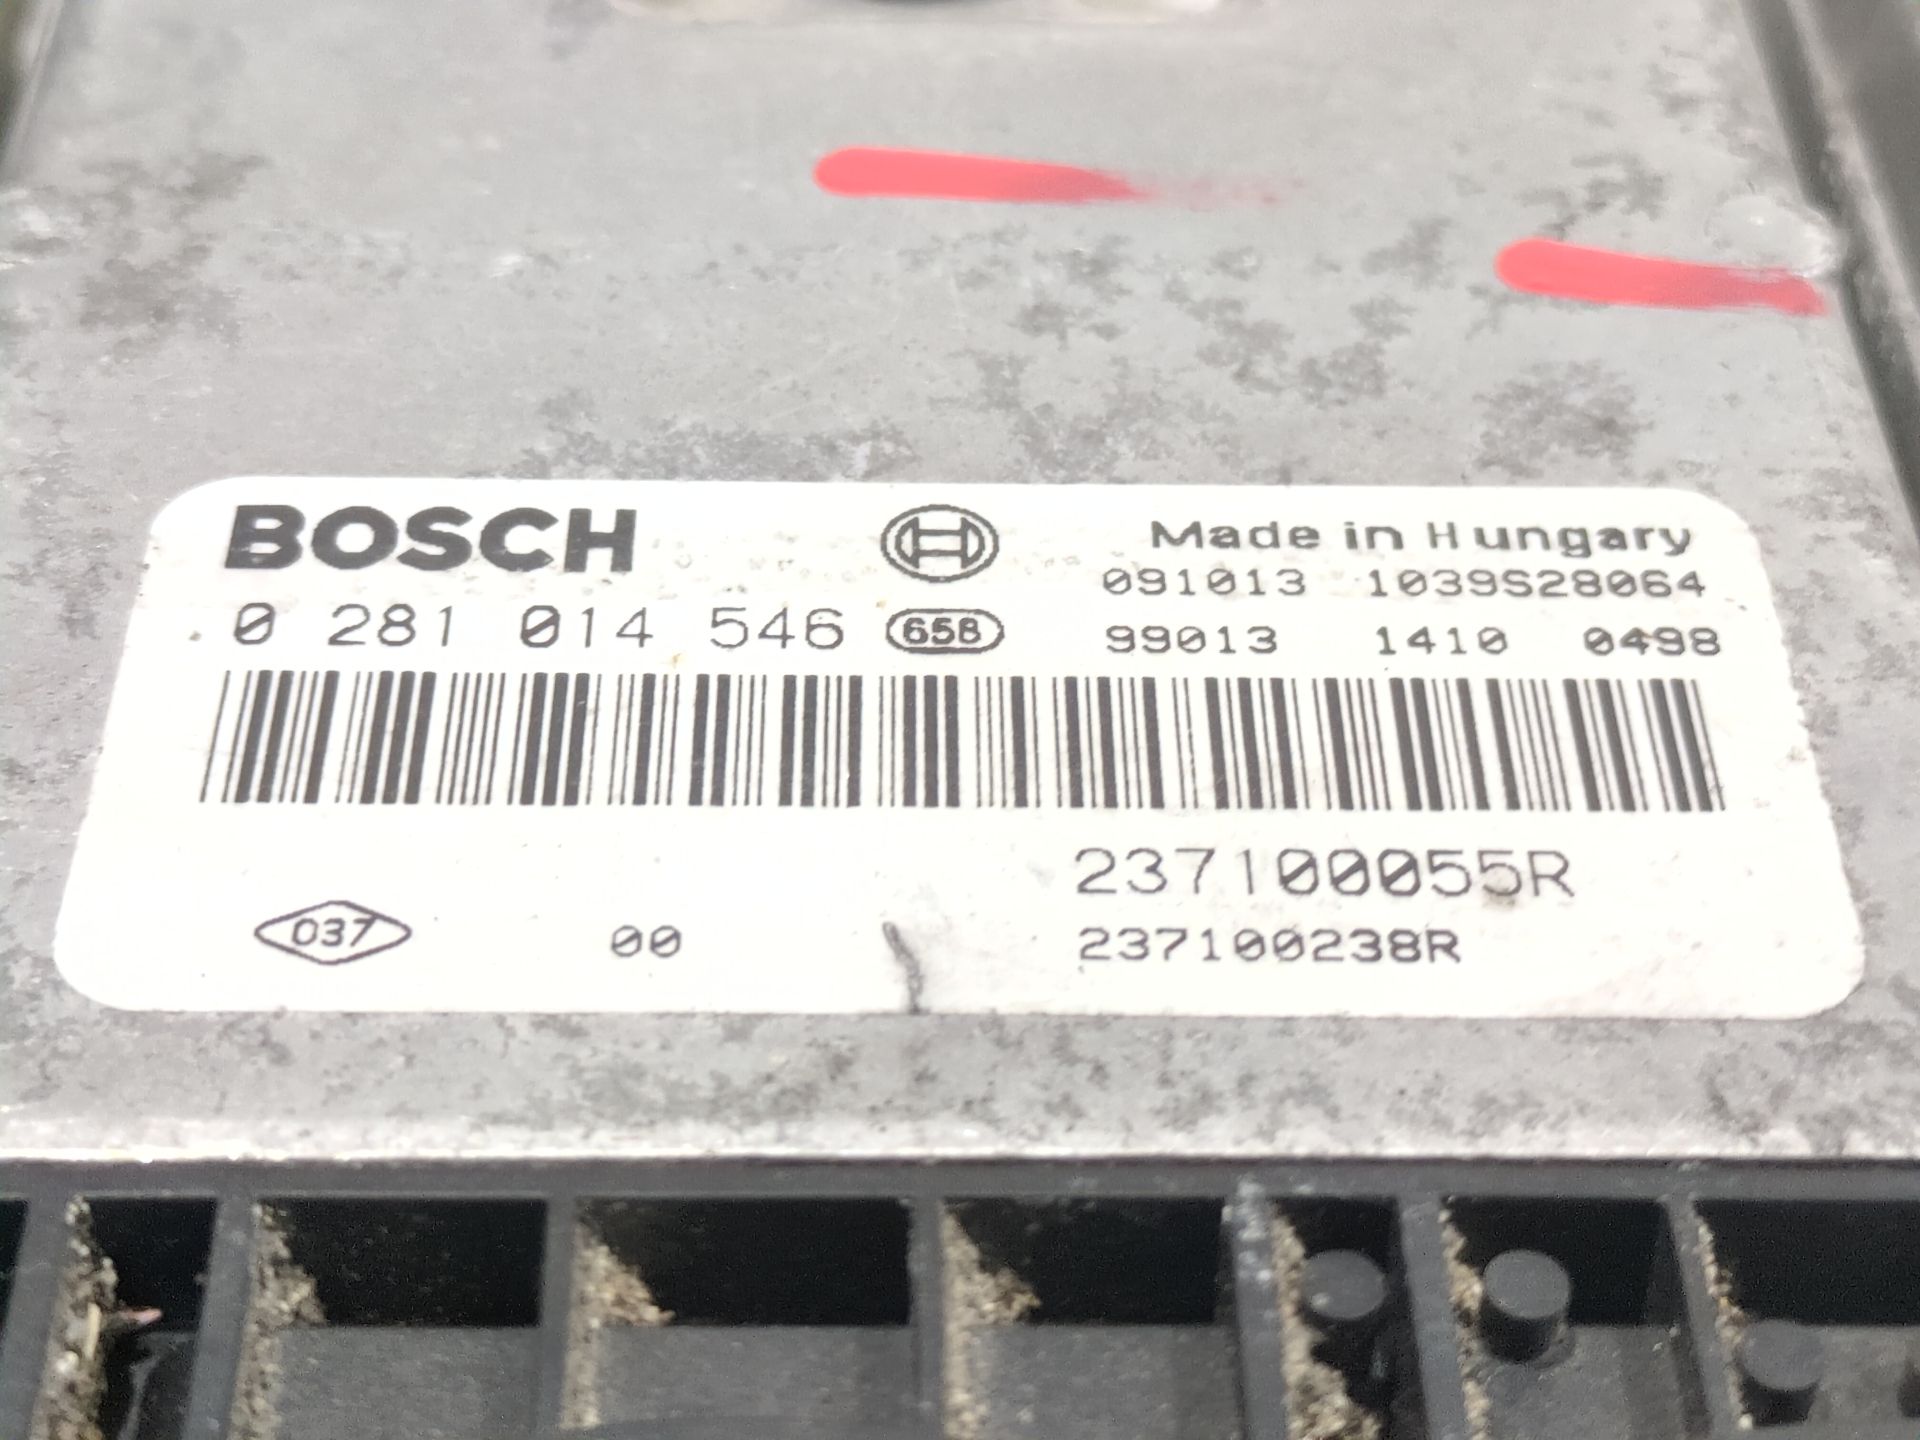 BOSCH Made in Hungary
091013 1039S28064
0 281 014 546 658 99013 1410 0498
237100055R
037 00 237100238R